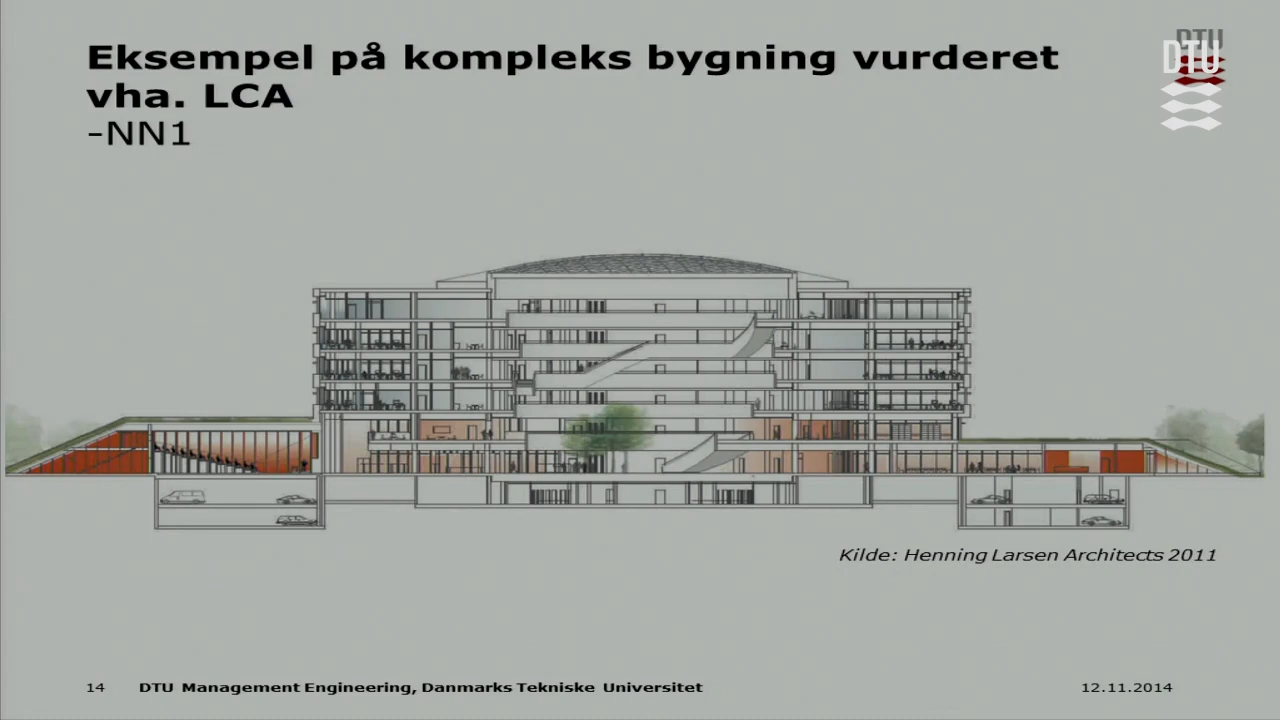 Eksempel på kompleks bygning vurderet
vha. LCA
-NN1
DTU
DTU
Kilde: Henning Larsen Architects 2011
14 DTU Management Engineering, Danmarks Tekniske Universitet 12.11.2014